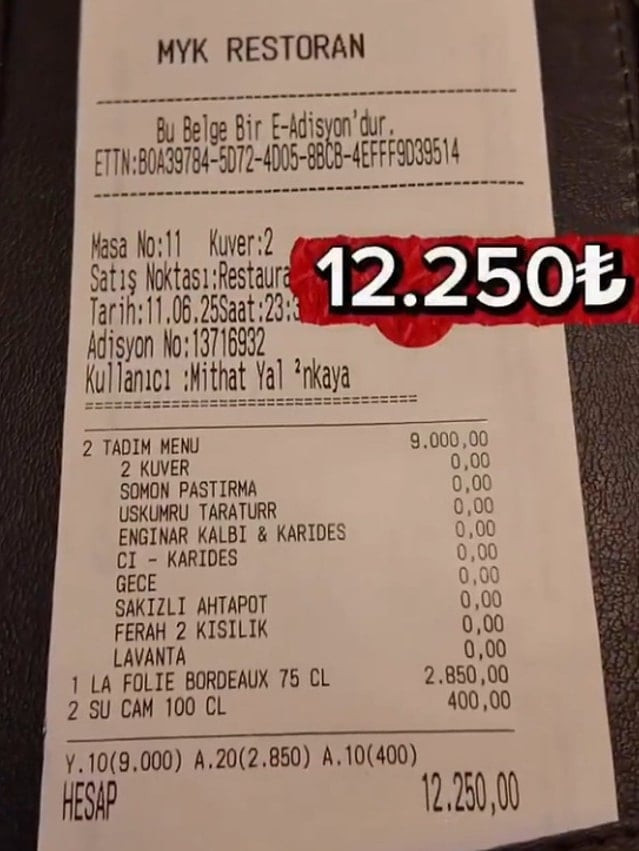 MYK RESTORAN
Bu Belge Bir E-Adisyon'dur.
ETTN:B0A39784-5D72-4D05-8BCB-4EFFF9D39514
Masa No:11 Kuver:2
Satış Noktası:Restaura
12.250₺
Tarih:11.06.25Saat:23:3
Adisyon No:13716932
Kullanıcı :Mithat Yal ²nkaya
2 TADIM MENU 9.000,00
2 KUVER 0,00
SOMON PASTIRMA 0,00
USKUMRU TARATURR 0,00
ENGINAR KALBI & KARIDES 0,00
CI - KARIDES 0,00
GECE 0,00
SAKIZLI AHTAPOT 0,00
FERAH 2 KISILIK 0,00
LAVANTA 0,00
1 LA FOLIE BORDEAUX 75 CL 2.850,00
2 SU CAM 100 CL 400,00
Y.10(9.000) A.20(2.850) A.10(400)
HESAP 12.250,00